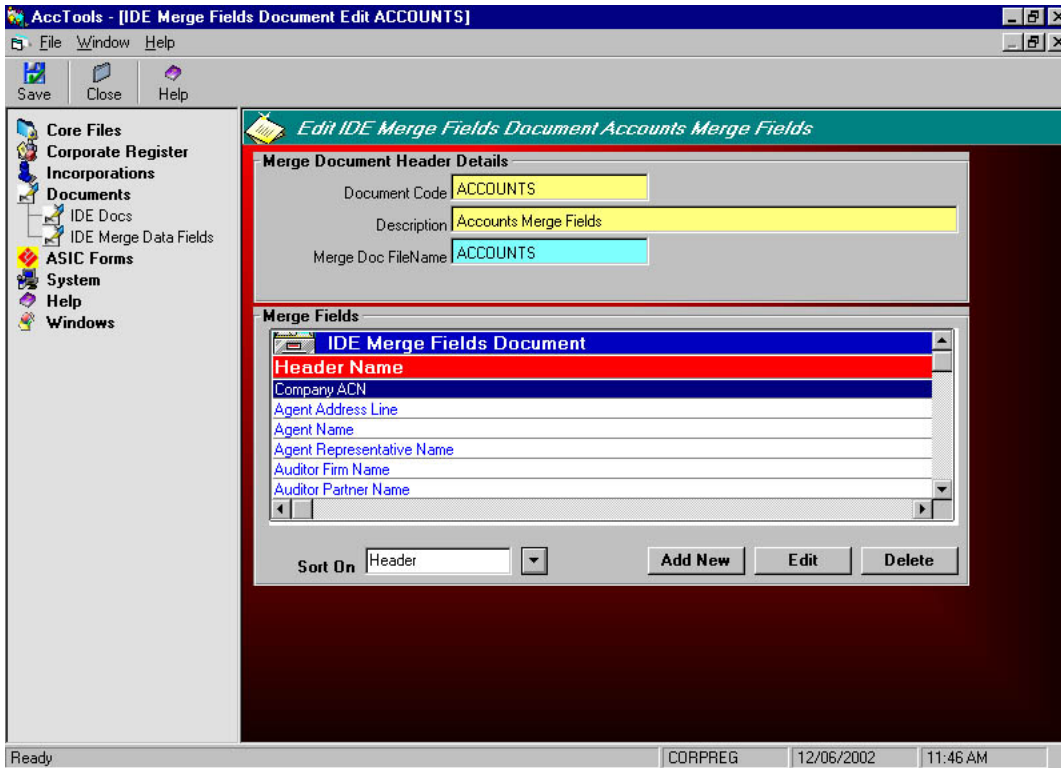 AccTools - [IDE Merge Fields Document Edit ACCOUNTS]
File Window Help
Save Close Help
Core Files
Corporate Register
Incorporations
Documents
IDE Docs
IDE Merge Data Fields
ASIC Forms
System
Help
Windows
Edit IDE Merge Fields Document Accounts Merge Fields
Merge Document Header Details
Document Code ACCOUNTS
Description Accounts Merge Fields
Merge Doc FileName ACCOUNTS
Merge Fields
IDE Merge Fields Document
Header Name
Company ACN
Agent Address Line
Agent Name
Agent Representative Name
Auditor Firm Name
Auditor Partner Name
Sort On Header Add New Edit Delete
Ready CORPREG 12/06/2002 11:46 AM